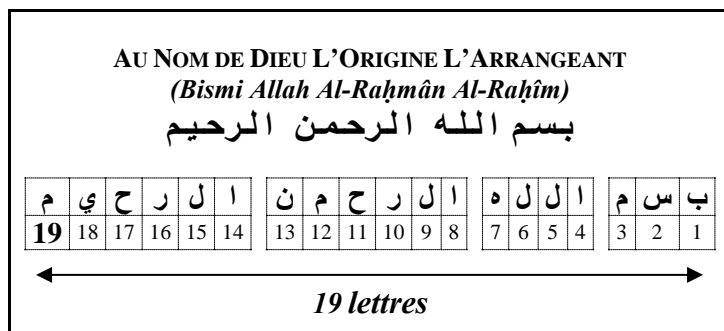 AU NOM DE DIEU L'ORIGINE L'ARRANGEANT
(Bismi Allah Al-Raḥmân Al-Raḥîm)
بسم الله الرحمن الرحيم
ب س م ا ل ل ه ا ل ر ح م ن ا ل ر ح ي م
1 2 3 4 5 6 7 8 9 10 11 12 13 14 15 16 17 18 19
19 lettres